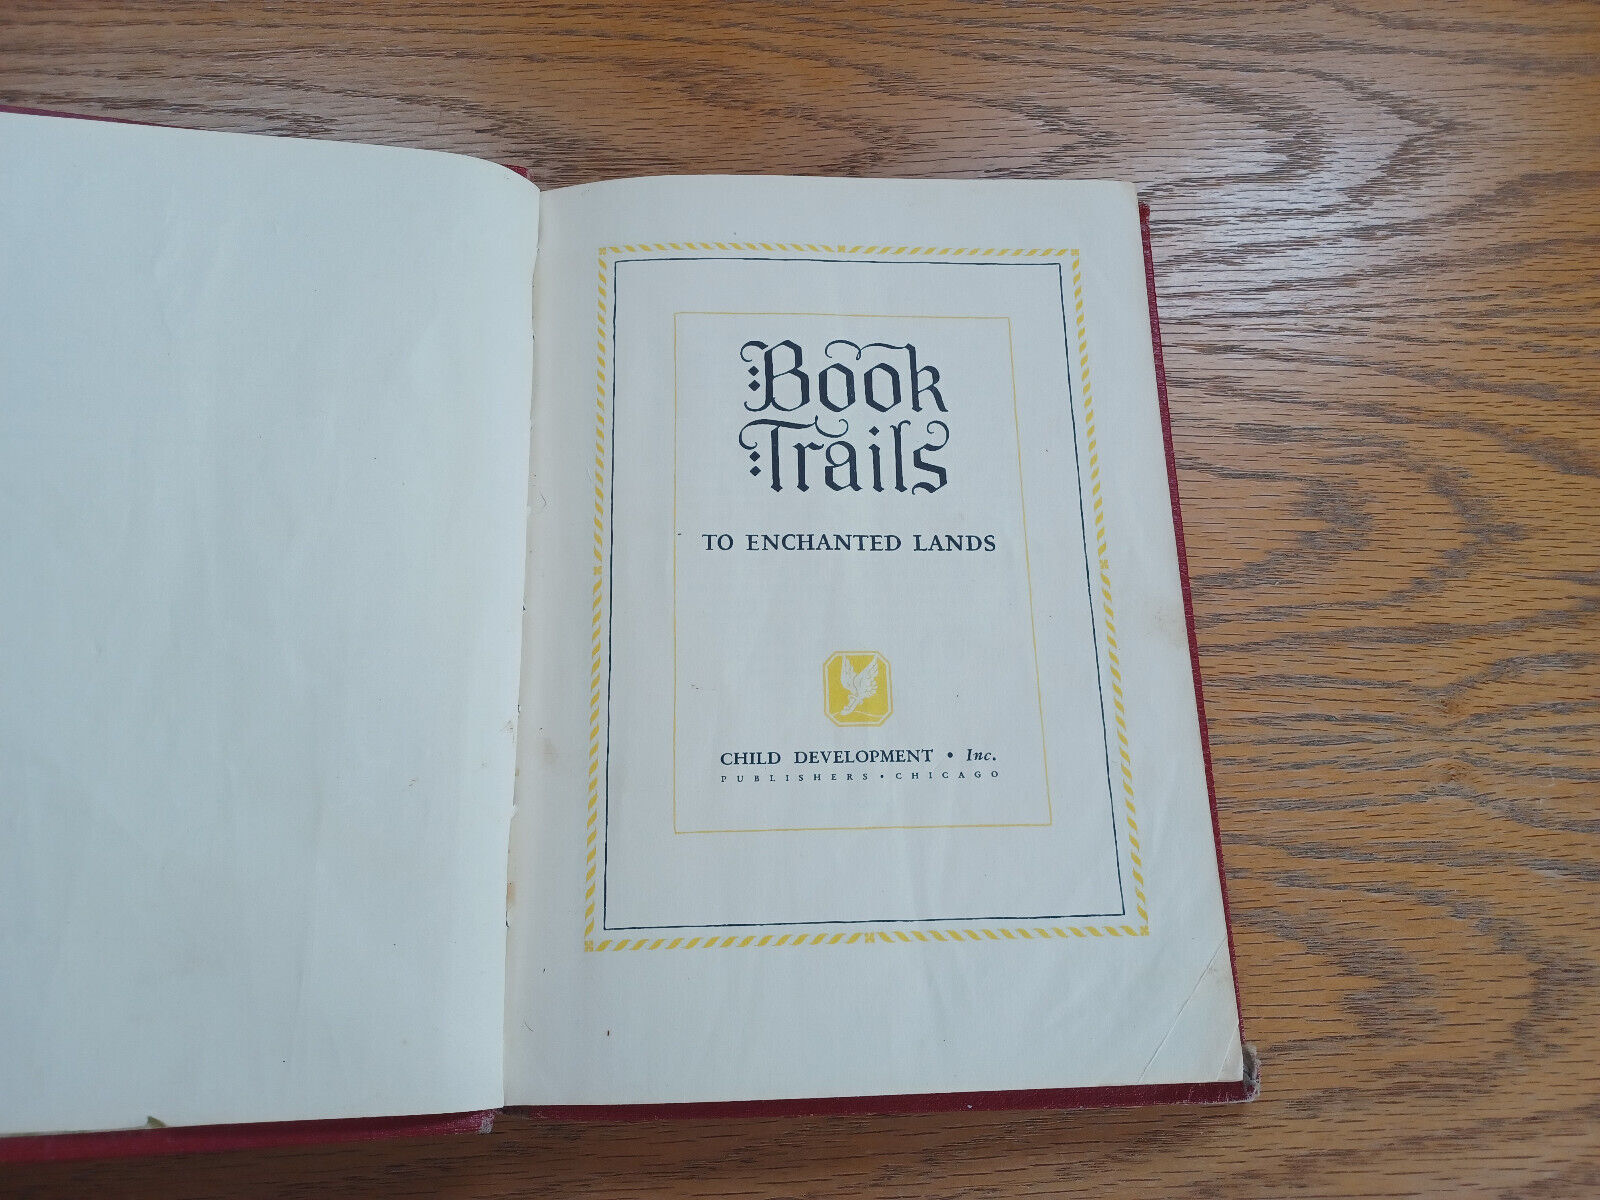 Book
Trails
TO ENCHANTED LANDS
CHILD DEVELOPMENT • Inc.
PUBLISHERS • CHICAGO